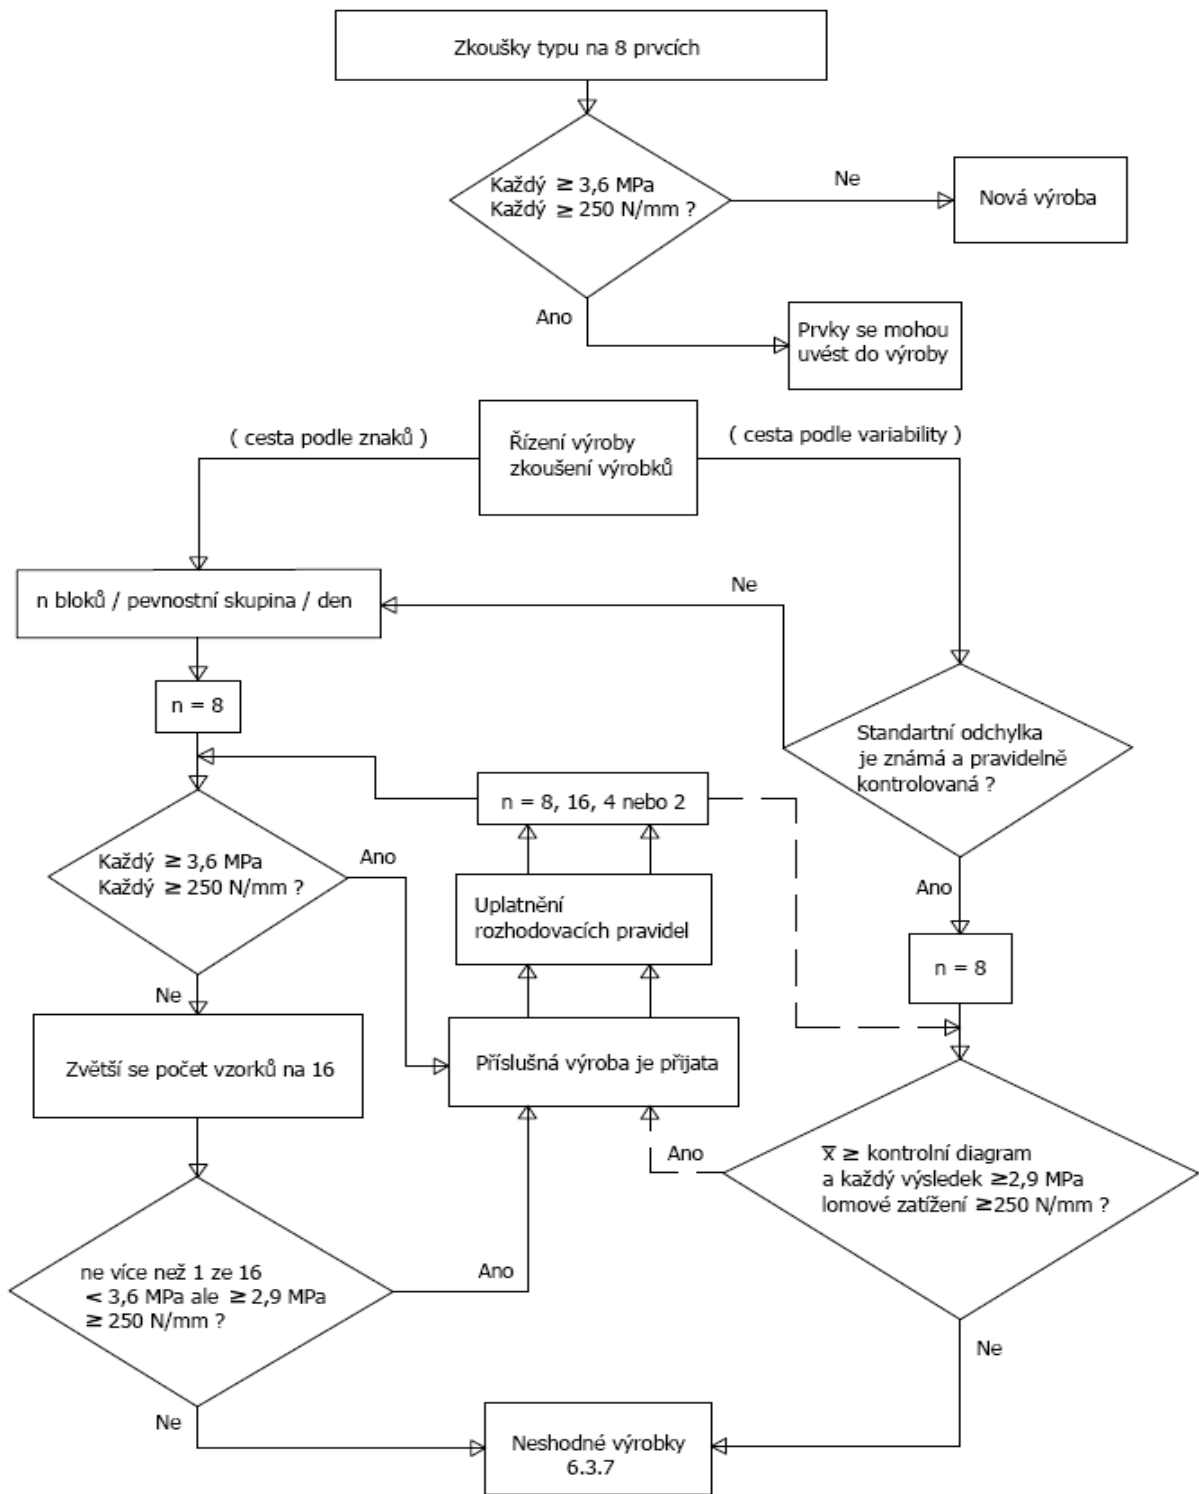 Zkoušky typu na 8 prvcích
Každý ≥ 3,6 MPa
Každý ≥ 250 N/mm ?
Ne
Nová výroba
Ano
Prvky se mohou
uvést do výroby
( cesta podle znaků )
Řízení výroby
zkoušení výrobků
( cesta podle variability )
n bloků / pevnostní skupina / den
Ne
n = 8
Standartní odchylka
je známá a pravidelně
kontrolovaná ?
n = 8, 16, 4 nebo 2
Každý ≥ 3,6 MPa
Každý ≥ 250 N/mm ?
Ano
Uplatnění
rozhodovacích pravidel
Ano
n = 8
Ne
Zvětší se počet vzorků na 16
Příslušná výroba je přijata
Ano
x̅ ≥ kontrolní diagram
a každý výsledek ≥2,9 MPa
lomové zatížení ≥250 N/mm ?
ne více než 1 ze 16
< 3,6 MPa ale ≥ 2,9 MPa
≥ 250 N/mm ?
Ano
Ne
Ne
Neshodné výrobky
6.3.7